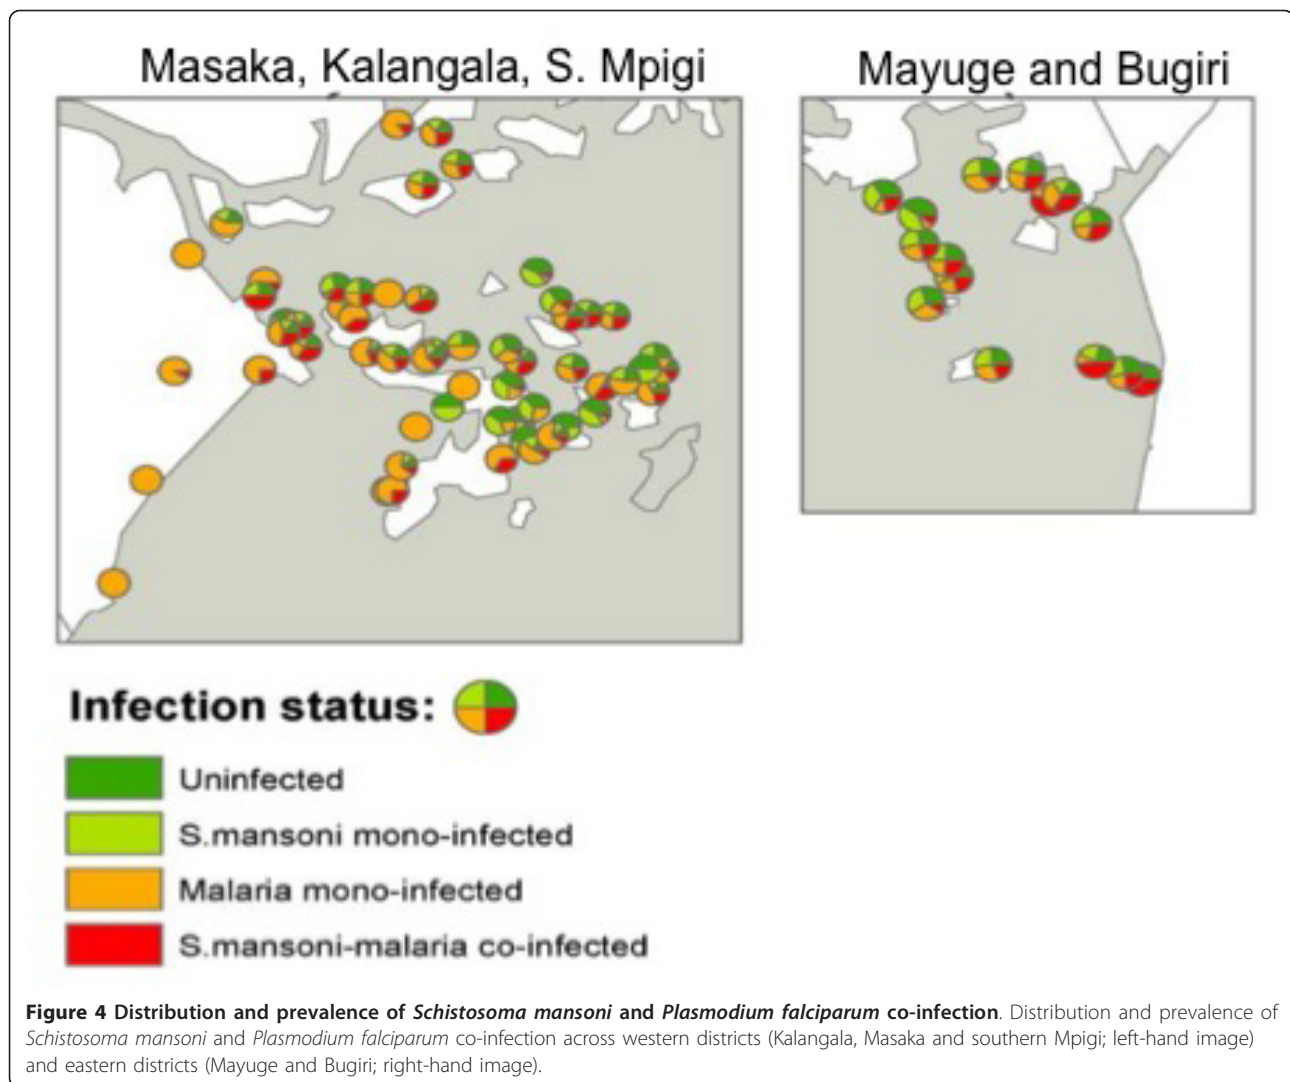 Masaka, Kalangala, S. Mpigi
Mayuge and Bugiri
Infection status:
Uninfected
S.mansoni mono-infected
Malaria mono-infected
S.mansoni-malaria co-infected
Figure 4 Distribution and prevalence of Schistosoma mansoni and Plasmodium falciparum co-infection. Distribution and prevalence of
Schistosoma mansoni and Plasmodium falciparum co-infection across western districts (Kalangala, Masaka and southern Mpigi; left-hand image)
and eastern districts (Mayuge and Bugiri; right-hand image).